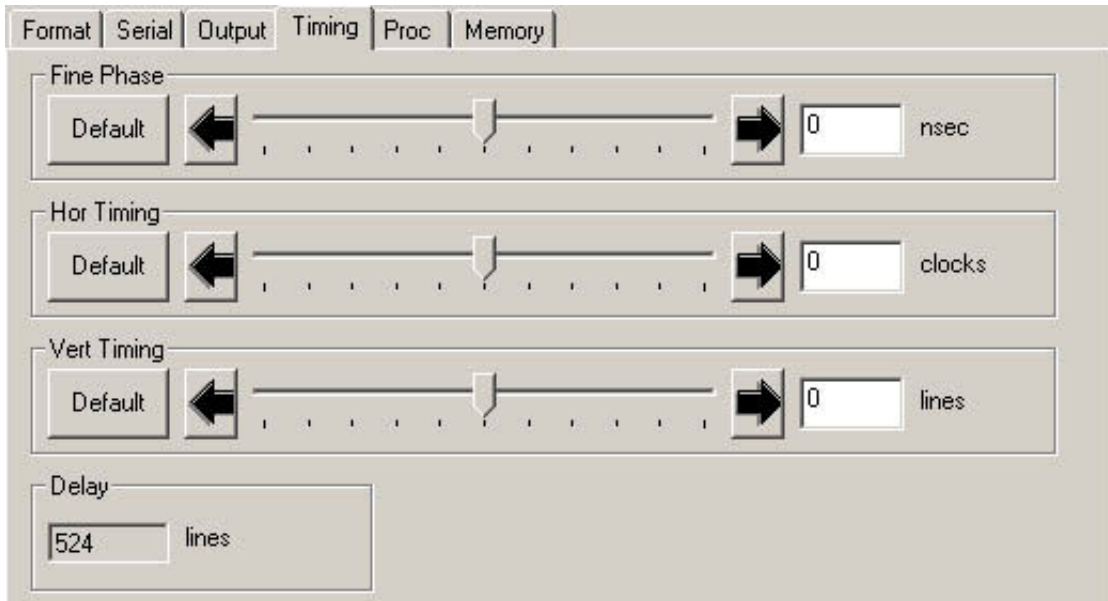 Format Serial Output Timing Proc Memory
Fine Phase
Default 0 nsec
Hor Timing
Default 0 clocks
Vert Timing
Default 0 lines
Delay
524 lines